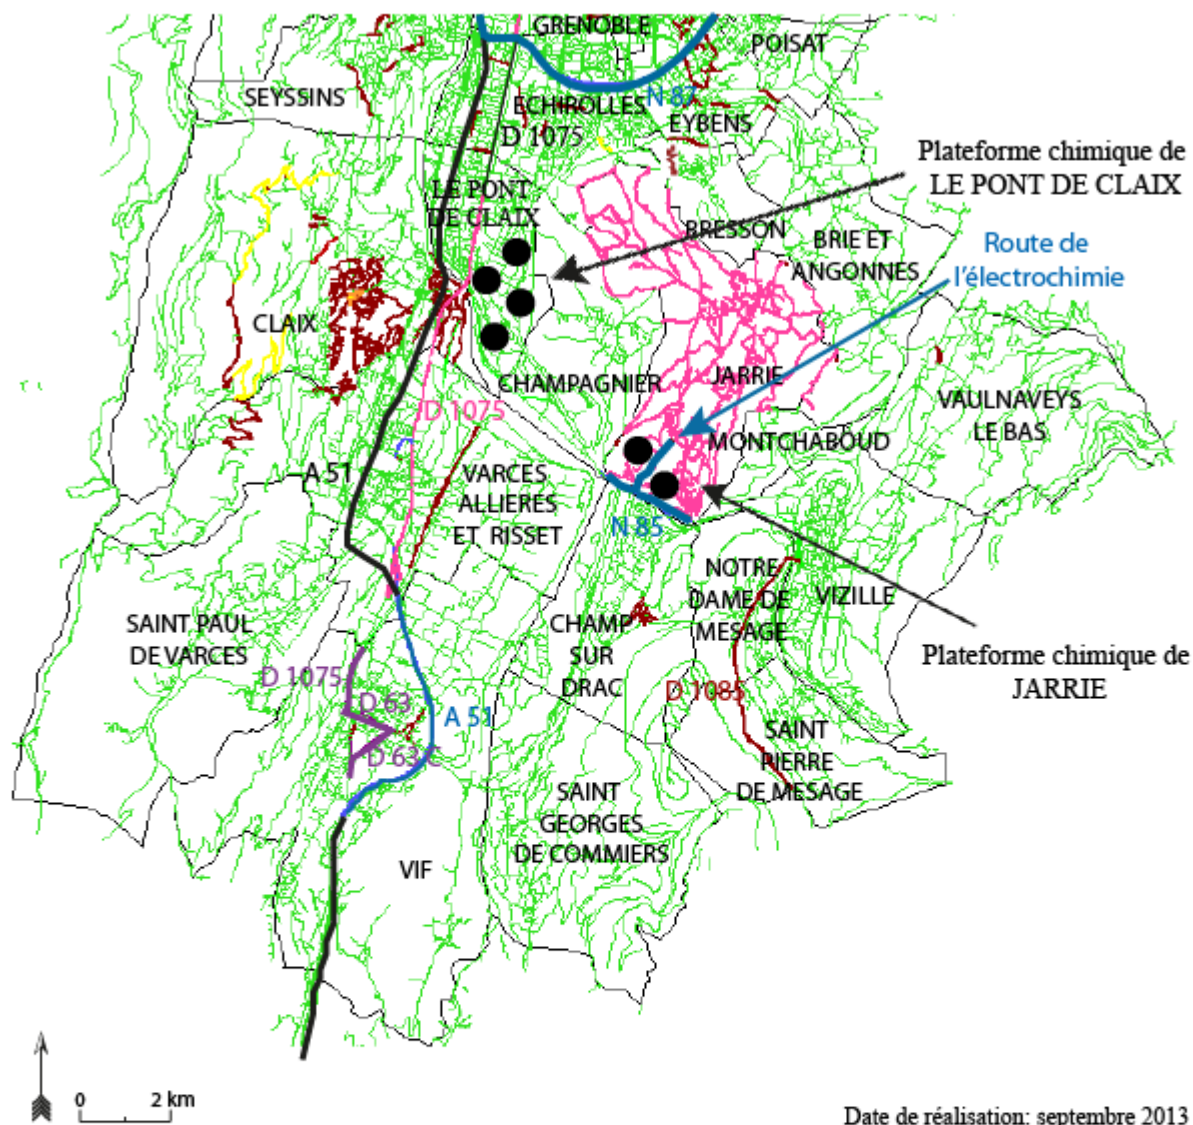 GRENOBLE
POISAT
SEYSSINS
ECHIROLLES
N 87
EYBENS
D 1075
Plateforme chimique de
LE PONT DE CLAIX
LE PONT
DE CLAIX
BRESSON
BRIE ET
ANGONNES
Route de
l'électrochimie
CLAIX
CHAMPAGNIER
JARRIE
D 1075
VAULNAVEYS
LE BAS
MONTCHABOUD
A 51
VARCES
ALLIERES
ET RISSET
N 85
NOTRE
DAME DE
MESAGE
VIZILLE
SAINT PAUL
DE VARCES
CHAMP
SUR
DRAC
Plateforme chimique de
JARRIE
D 1075
D 63
D 1085
A 51
D 63 C
SAINT
PIERRE
DE MESAGE
SAINT
GEORGES
DE COMMIERS
VIF
0 2 km
Date de réalisation: septembre 2013